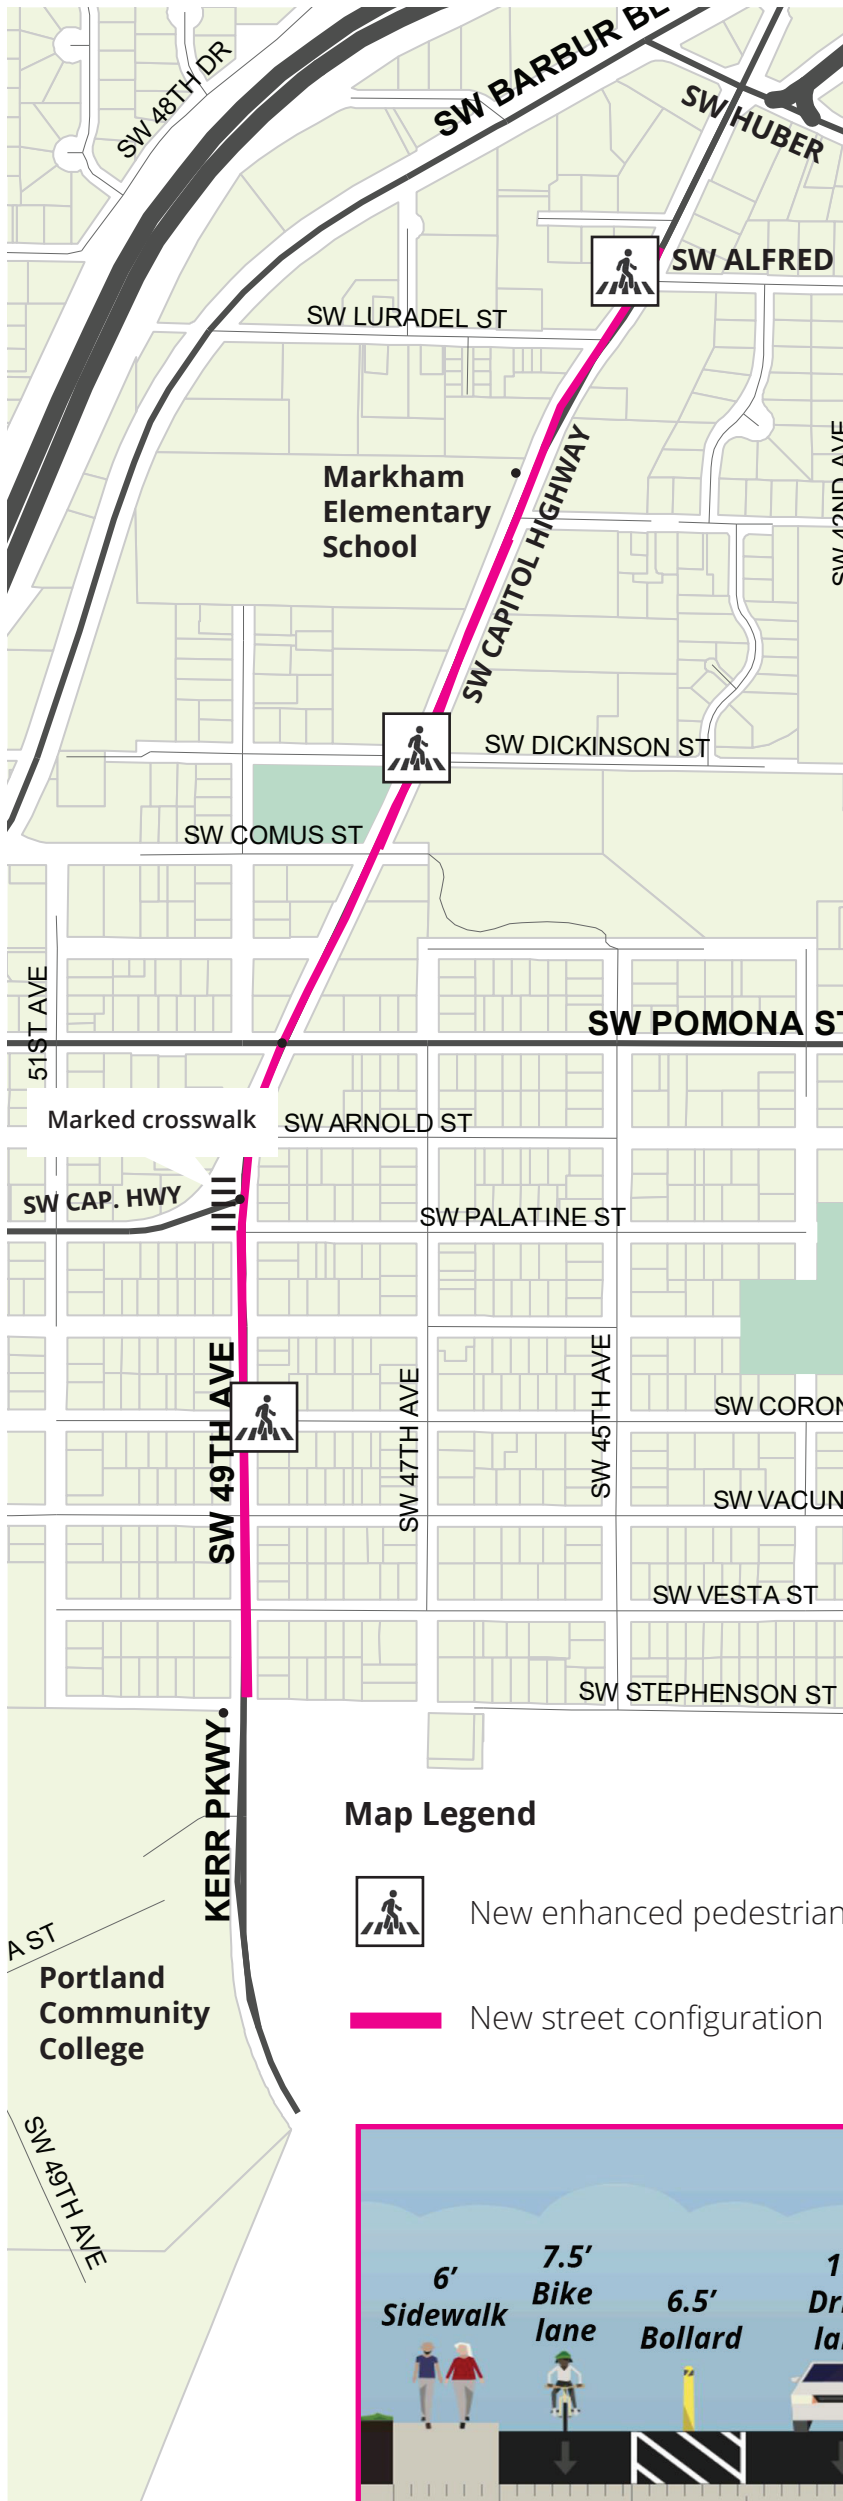 SW 48TH DR
SW BARBUR BL
SW HUBER
SW ALFRED
SW LURADEL ST
SW 42ND AVE
Markham
Elementary
School
SW CAPITOL HIGHWAY
SW DICKINSON ST
SW COMUS ST
51ST AVE
SW POMONA ST
Marked crosswalk
SW ARNOLD ST
SW CAP. HWY
SW PALATINE ST
SW 49TH AVE
SW 47TH AVE
SW 45TH AVE
SW CORON
SW VACUN
SW VESTA ST
SW STEPHENSON ST
KERR PKWY
Map Legend
New enhanced pedestrian
A ST
Portland
Community
College
New street configuration
SW 49TH AVE
6'
Sidewalk
7.5'
Bike
lane
6.5'
Bollard